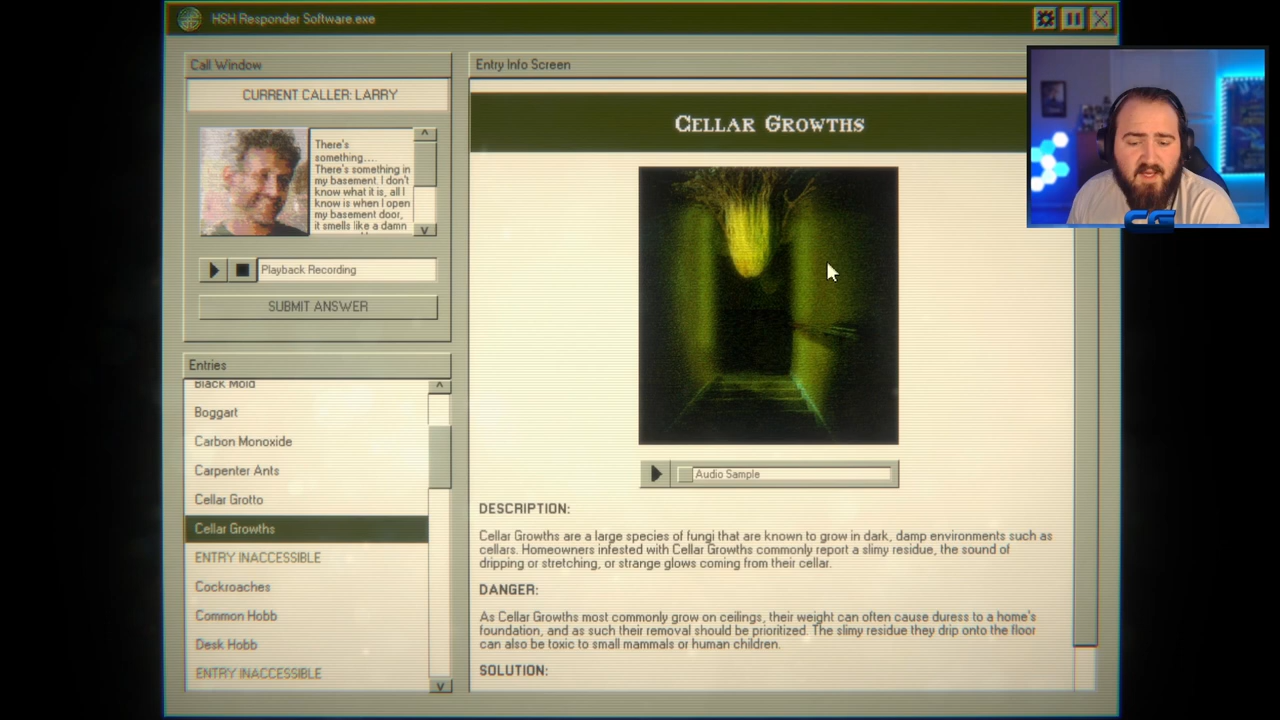 HSH Responder Software.exe
Call Window
CURRENT CALLER: LARRY
There's
something....
There's something in
my basement. I don't
know what it is, all I
know is when I open
my basement door,
it smells like a damn
Playback Recording
SUBMIT ANSWER
Entries
Black Mold
Boggart
Carbon Monoxide
Carpenter Ants
Cellar Grotto
Cellar Growths
ENTRY INACCESSIBLE
Cockroaches
Common Hobb
Desk Hobb
ENTRY INACCESSIBLE
Entry Info Screen
Cellar Growths
Audio Sample
DESCRIPTION:
Cellar Growths are a large species of fungi that are known to grow in dark, damp environments such as
cellars. Homeowners infested with Cellar Growths commonly report a slimy residue, the sound of
dripping or stretching, or strange glows coming from their cellar.
DANGER:
As Cellar Growths most commonly grow on ceilings, their weight can often cause duress to a home's
foundation, and as such their removal should be prioritized. The slimy residue they drip onto the floor
can also be toxic to small mammals or human children.
SOLUTION:
CG